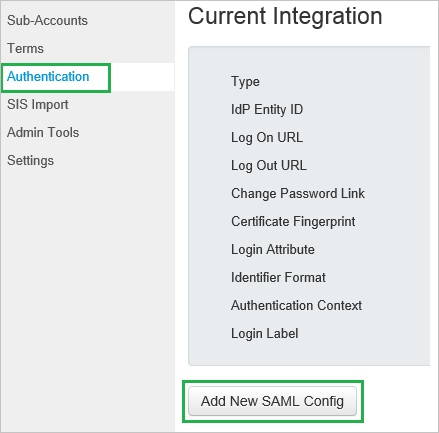 Sub-Accounts
Terms
Authentication
SIS Import
Admin Tools
Settings
Current Integration
Type
IdP Entity ID
Log On URL
Log Out URL
Change Password Link
Certificate Fingerprint
Login Attribute
Identifier Format
Authentication Context
Login Label
Add New SAML Config